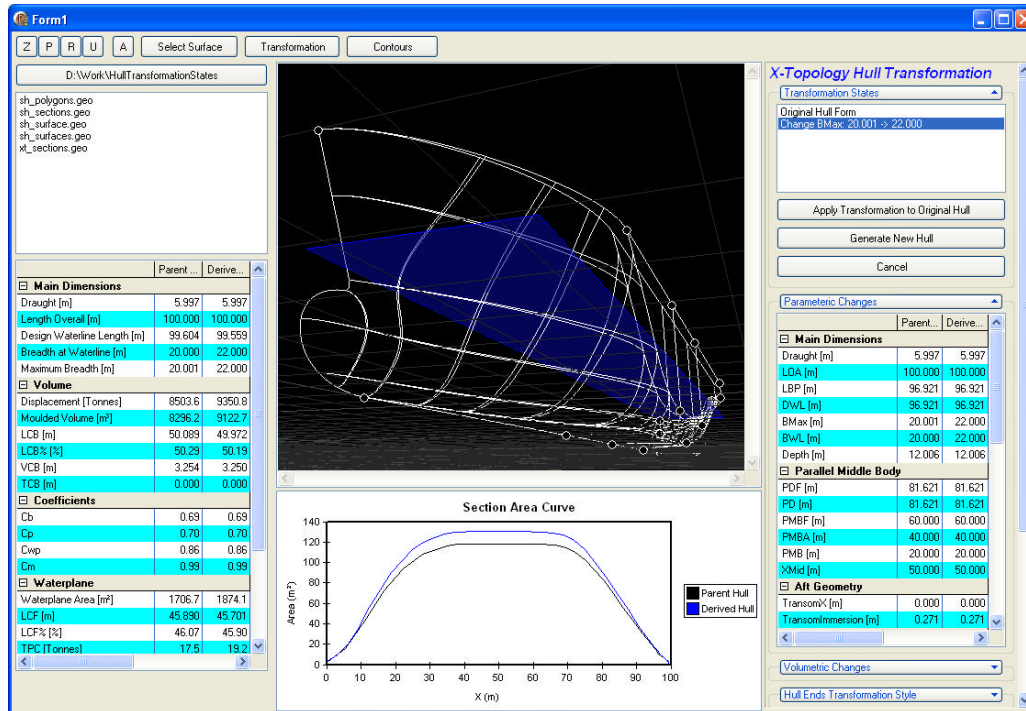 Form1
Z P R U A Select Surface Transformation Contours
D:\Work\HullTransformationStates
sh_polygons.geo
sh_sections.geo
sh_surface.geo
sh_surfaces.geo
xt_sections.geo
Parent ... Derive...
Main Dimensions
Draught [m] 5.997 5.997
Length Overall [m] 100.000 100.000
Design Waterline Length [m] 99.604 99.559
Breadth at Waterline [m] 20.000 22.000
Maximum Breadth [m] 20.001 22.000
Volume
Displacement [Tonnes] 8503.6 9350.8
Moulded Volume [m³] 8296.2 9122.7
LCB [m] 50.089 49.972
LCB% [%] 50.29 50.19
VCB [m] 3.254 3.250
TCB [m] 0.000 0.000
Coefficients
Cb 0.69 0.69
Cp 0.70 0.70
Cwp 0.86 0.86
Cm 0.99 0.99
Waterplane
Waterplane Area [m²] 1706.7 1874.1
LCF [m] 45.890 45.701
LCF% [%] 46.07 45.90
TPC [Tonnes] 17.5 19.2
Section Area Curve
Area (m²)
140
120
100
80
60
40
20
0
0 10 20 30 40 50 60 70 80 90 100
X (m)
Parent Hull
Derived Hull
X-Topology Hull Transformation
Transformation States
Original Hull Form
Change BMax: 20.001 -> 22.000
Apply Transformation to Original Hull
Generate New Hull
Cancel
Parameteric Changes
Parent... Derive...
Main Dimensions
Draught [m] 5.997 5.997
LOA [m] 100.000 100.000
LBP [m] 96.921 96.921
DWL [m] 96.921 96.921
BMax [m] 20.001 22.000
BWL [m] 20.000 22.000
Depth [m] 12.006 12.006
Parallel Middle Body
PDF [m] 81.621 81.621
PD [m] 81.621 81.621
PMBF [m] 60.000 60.000
PMBA [m] 40.000 40.000
PMB [m] 20.000 20.000
XMid [m] 50.000 50.000
Aft Geometry
TransomX [m] 0.000 0.000
TransomImmersion [m] 0.271 0.271
Volumetric Changes
Hull Ends Transformation Style